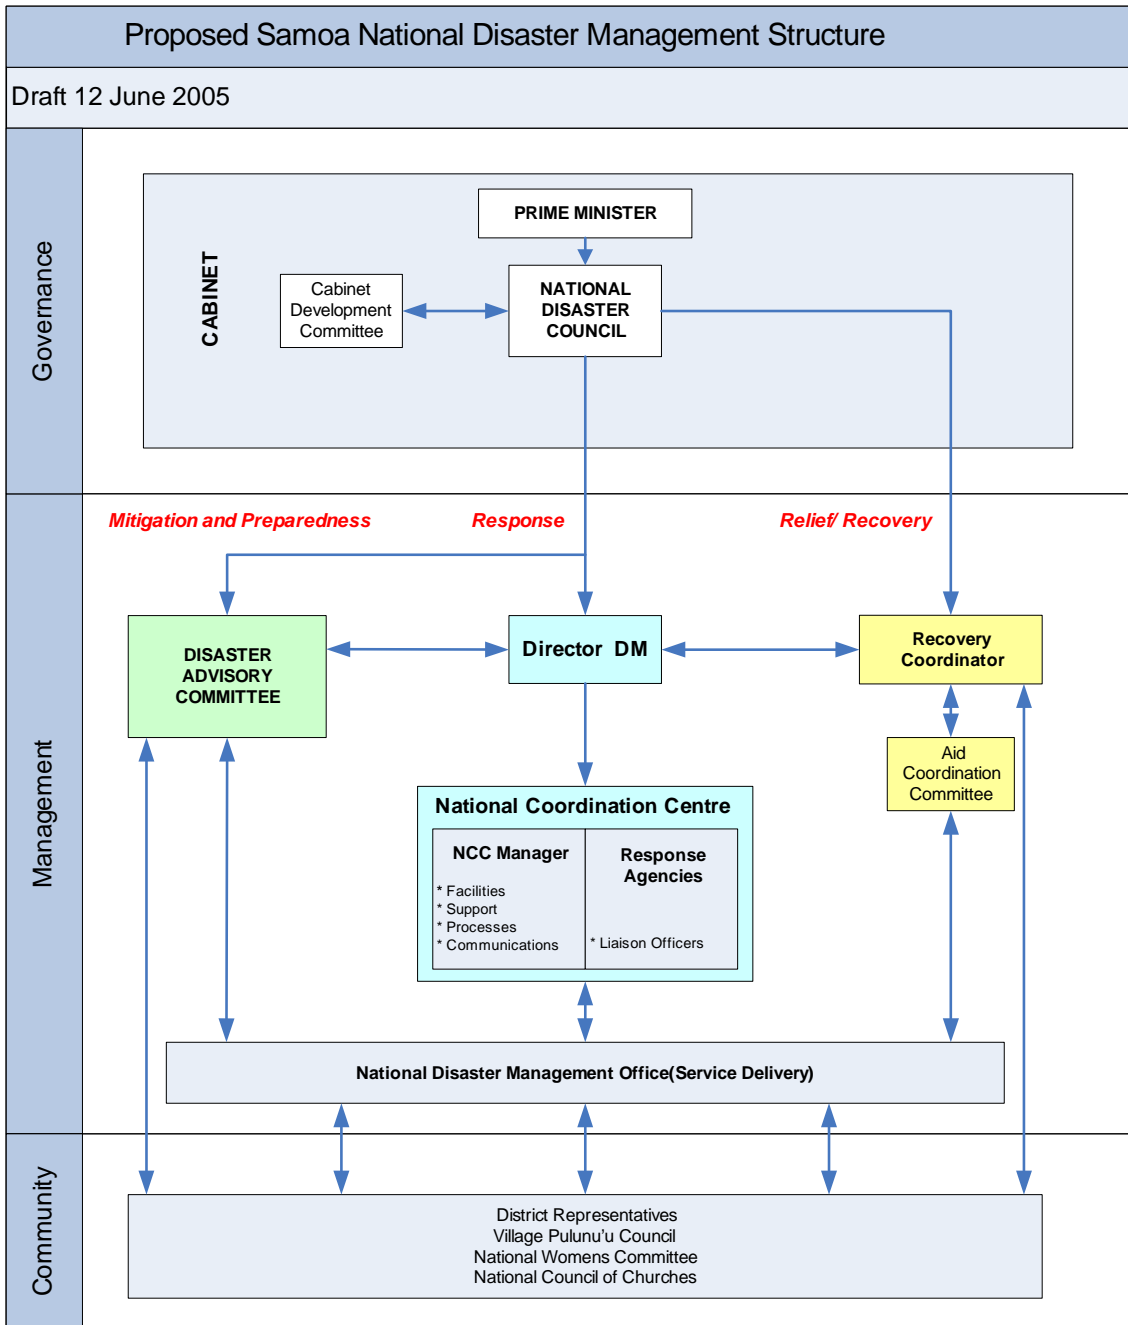 Proposed Samoa National Disaster Management Structure
Draft 12 June 2005
Governance
CABINET
PRIME MINISTER
Cabinet
Development
Committee
NATIONAL
DISASTER
COUNCIL
Management
Mitigation and Preparedness
Response
Relief/ Recovery
DISASTER
ADVISORY
COMMITTEE
Director DM
Recovery
Coordinator
Aid
Coordination
Committee
National Coordination Centre
NCC Manager
* Facilities
* Support
* Processes
* Communications
Response
Agencies
* Liaison Officers
National Disaster Management Office(Service Delivery)
Community
District Representatives
Village Pulunu'u Council
National Womens Committee
National Council of Churches